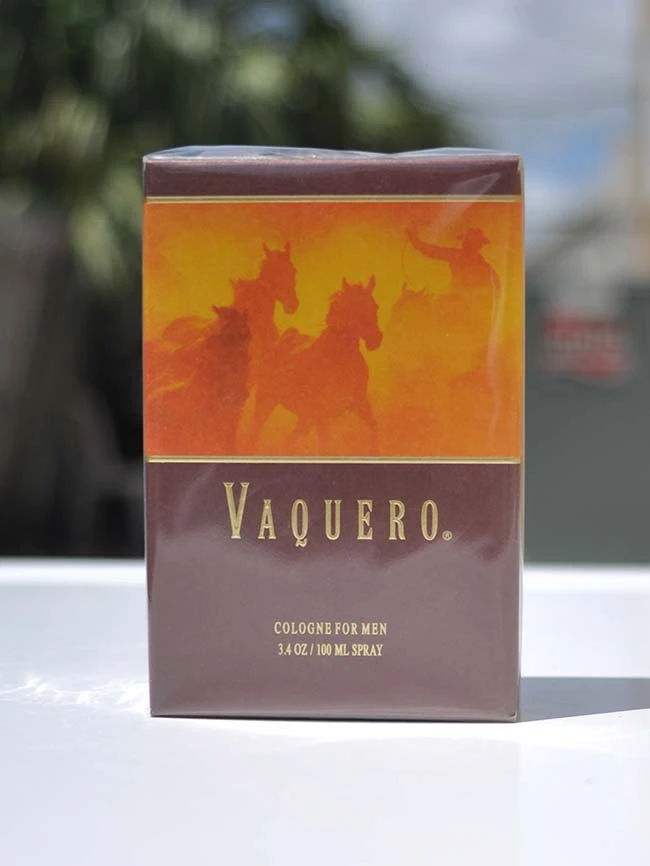 VAQUERO®
COLOGNE FOR MEN
3.4 OZ / 100 ML SPRAY